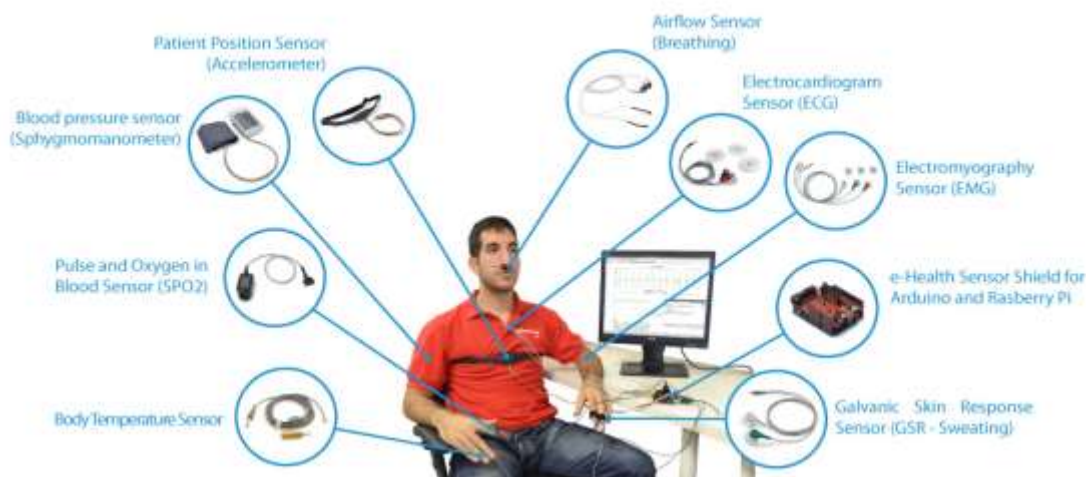 Airflow Sensor
(Breathing)
Patient Position Sensor
(Accelerometer)
Electrocardiogram
Sensor (ECG)
Blood pressure sensor
(Sphygmomanometer)
Electromyography
Sensor (EMG)
Pulse and Oxygen in
Blood Sensor (SPO2)
e-Health Sensor Shield for
Arduino and Rasberry Pi
Body Temperature Sensor
Galvanic Skin Response
Sensor (GSR - Sweating)